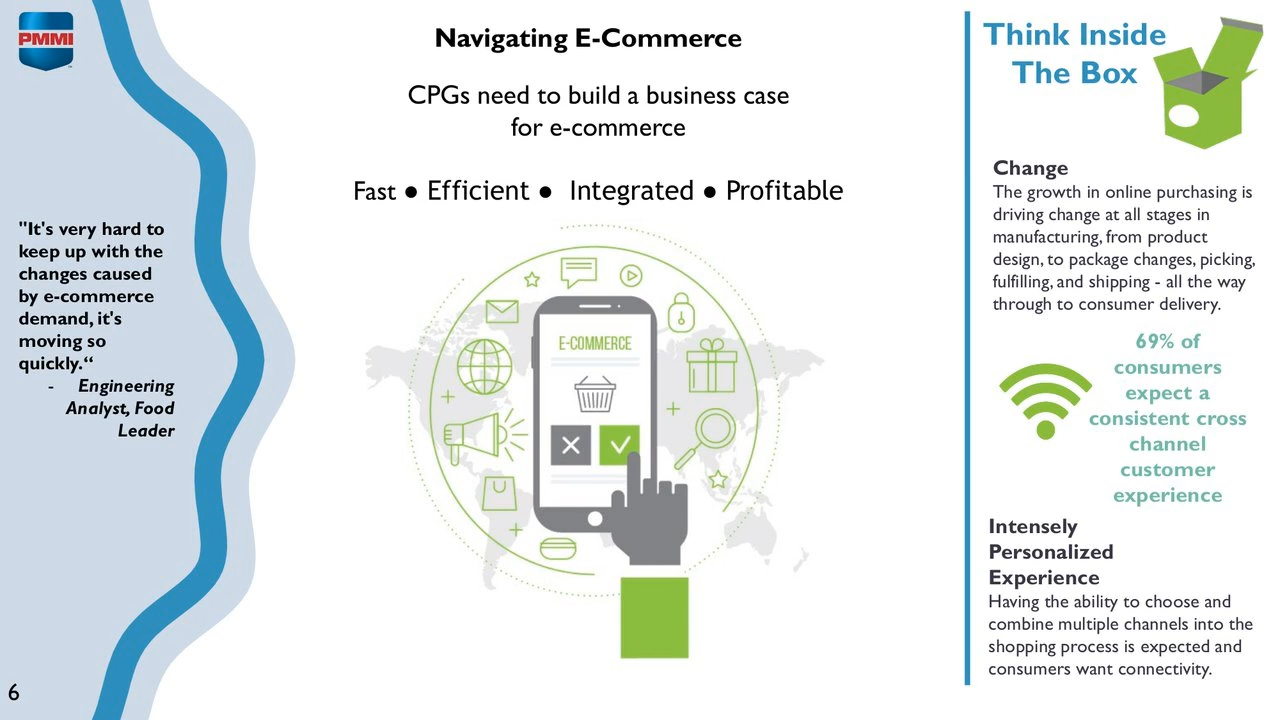 PMMI
Navigating E-Commerce
CPGs need to build a business case
for e-commerce
Fast ● Efficient ● Integrated ● Profitable
"It's very hard to
keep up with the
changes caused
by e-commerce
demand, it's
moving so
quickly.“
- Engineering
Analyst, Food
Leader
E-COMMERCE
Think Inside
The Box
Change
The growth in online purchasing is
driving change at all stages in
manufacturing, from product
design, to package changes, picking,
fulfilling, and shipping - all the way
through to consumer delivery.
69% of
consumers
expect a
consistent cross
channel
customer
experience
Intensely
Personalized
Experience
Having the ability to choose and
combine multiple channels into the
shopping process is expected and
consumers want connectivity.
6